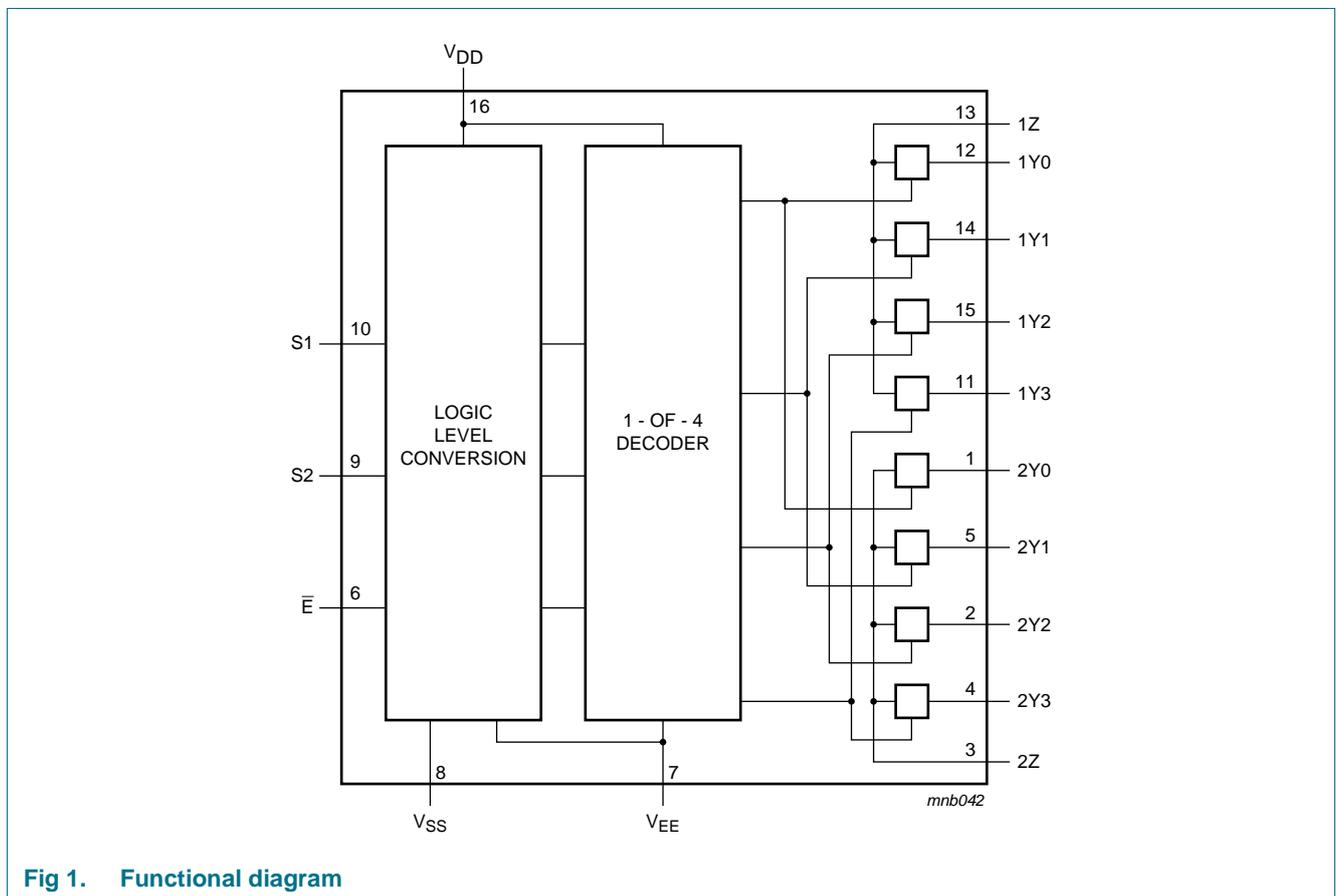 VDD
16
13 1Z
12 1Y0
14 1Y1
15 1Y2
S1 10
11 1Y3
LOGIC
LEVEL
CONVERSION
1 - OF - 4
DECODER
S2 9
1 2Y0
5 2Y1
E̅ 6
2 2Y2
4 2Y3
3 2Z
8
7
VSS
VEE
mnb042
Fig 1. Functional diagram